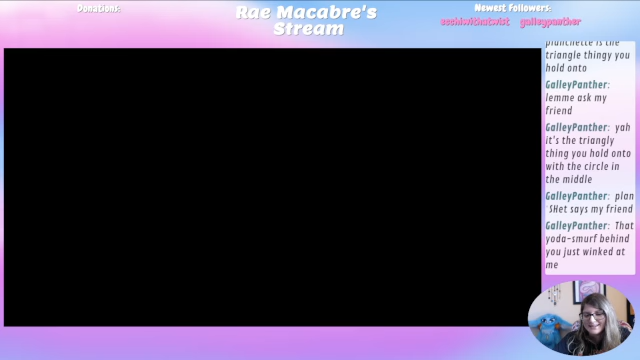 Donations:
Rae Macabre's
Stream
Newest Followers:
ecchiwithatwist galleypanther
planchette is the
triangle thingy you
hold onto
GalleyPanther:
lemme ask my
friend
GalleyPanther: yah
it's the triangly
thing you hold onto
with the circle in
the middle
GalleyPanther: plan
SHet says my friend
GalleyPanther: That
yoda-smurf behind
you just winked at
me